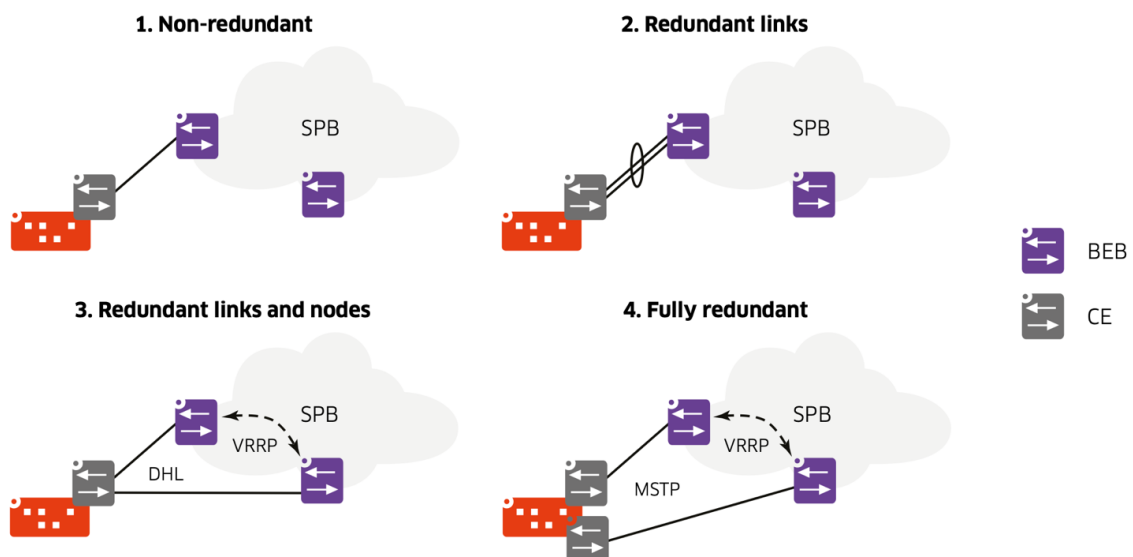 1. Non-redundant
2. Redundant links
SPB
SPB
BEB
CE
3. Redundant links and nodes
4. Fully redundant
SPB
VRRP
DHL
SPB
VRRP
MSTP